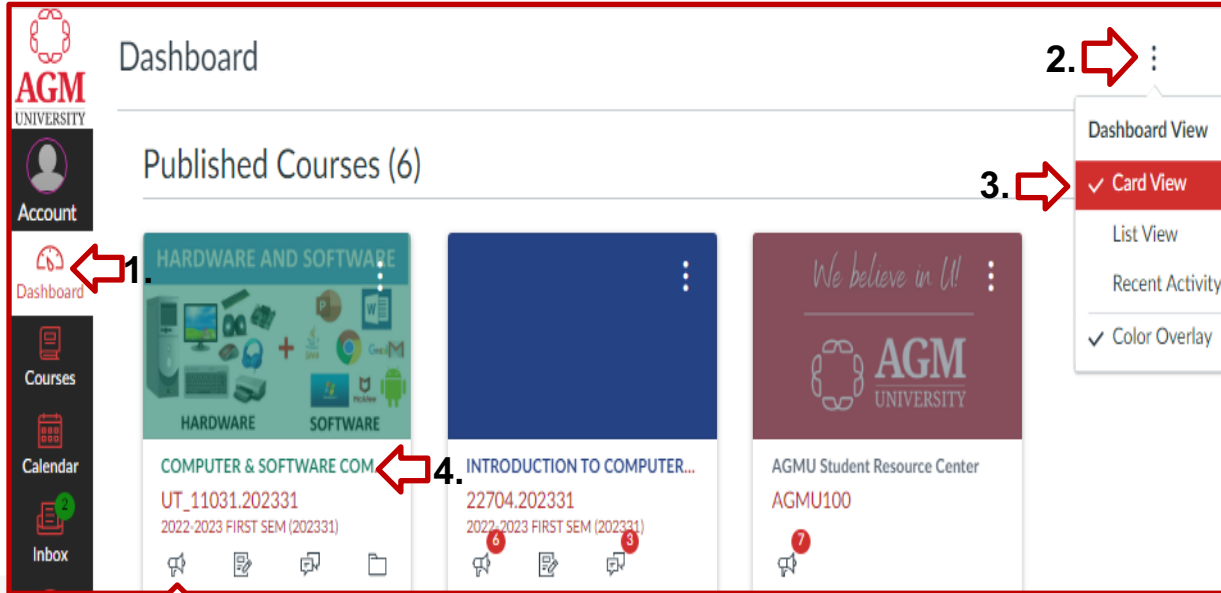 AGM
UNIVERSITY
Account
Dashboard
Courses
Calendar
2
Inbox
Dashboard
2.
Dashboard View
3.
Card View
List View
Recent Activity
Color Overlay
Published Courses (6)
1.
HARDWARE AND SOFTWARE
Java
Gmail
McAfee
HARDWARE
SOFTWARE
COMPUTER & SOFTWARE COM
4.
UT_11031.202331
2022-2023 FIRST SEM (202331)
INTRODUCTION TO COMPUTER...
22704.202331
2022-2023 FIRST SEM (202331)
6
3
We believe in U!
AGM
UNIVERSITY
AGMU Student Resource Center
AGMU100
7